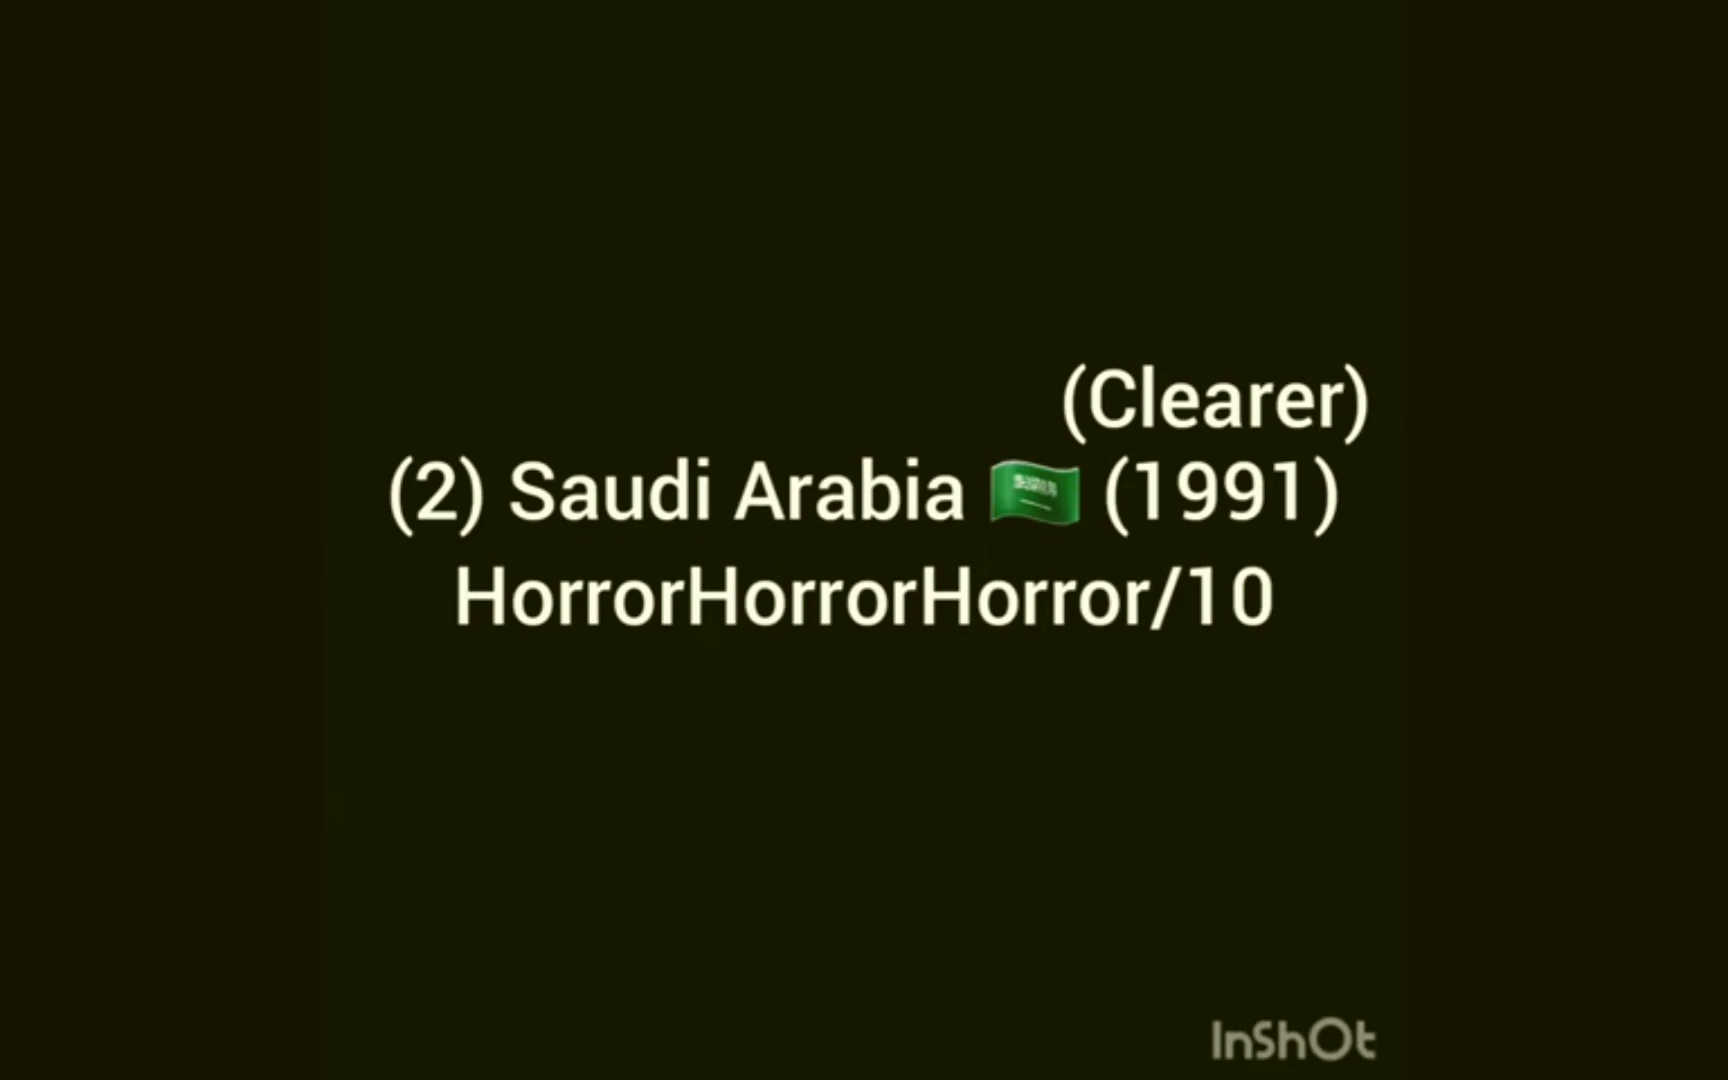 (Clearer)
(2) Saudi Arabia 🇸🇦 (1991)
HorrorHorrorHorror/10
InShOt